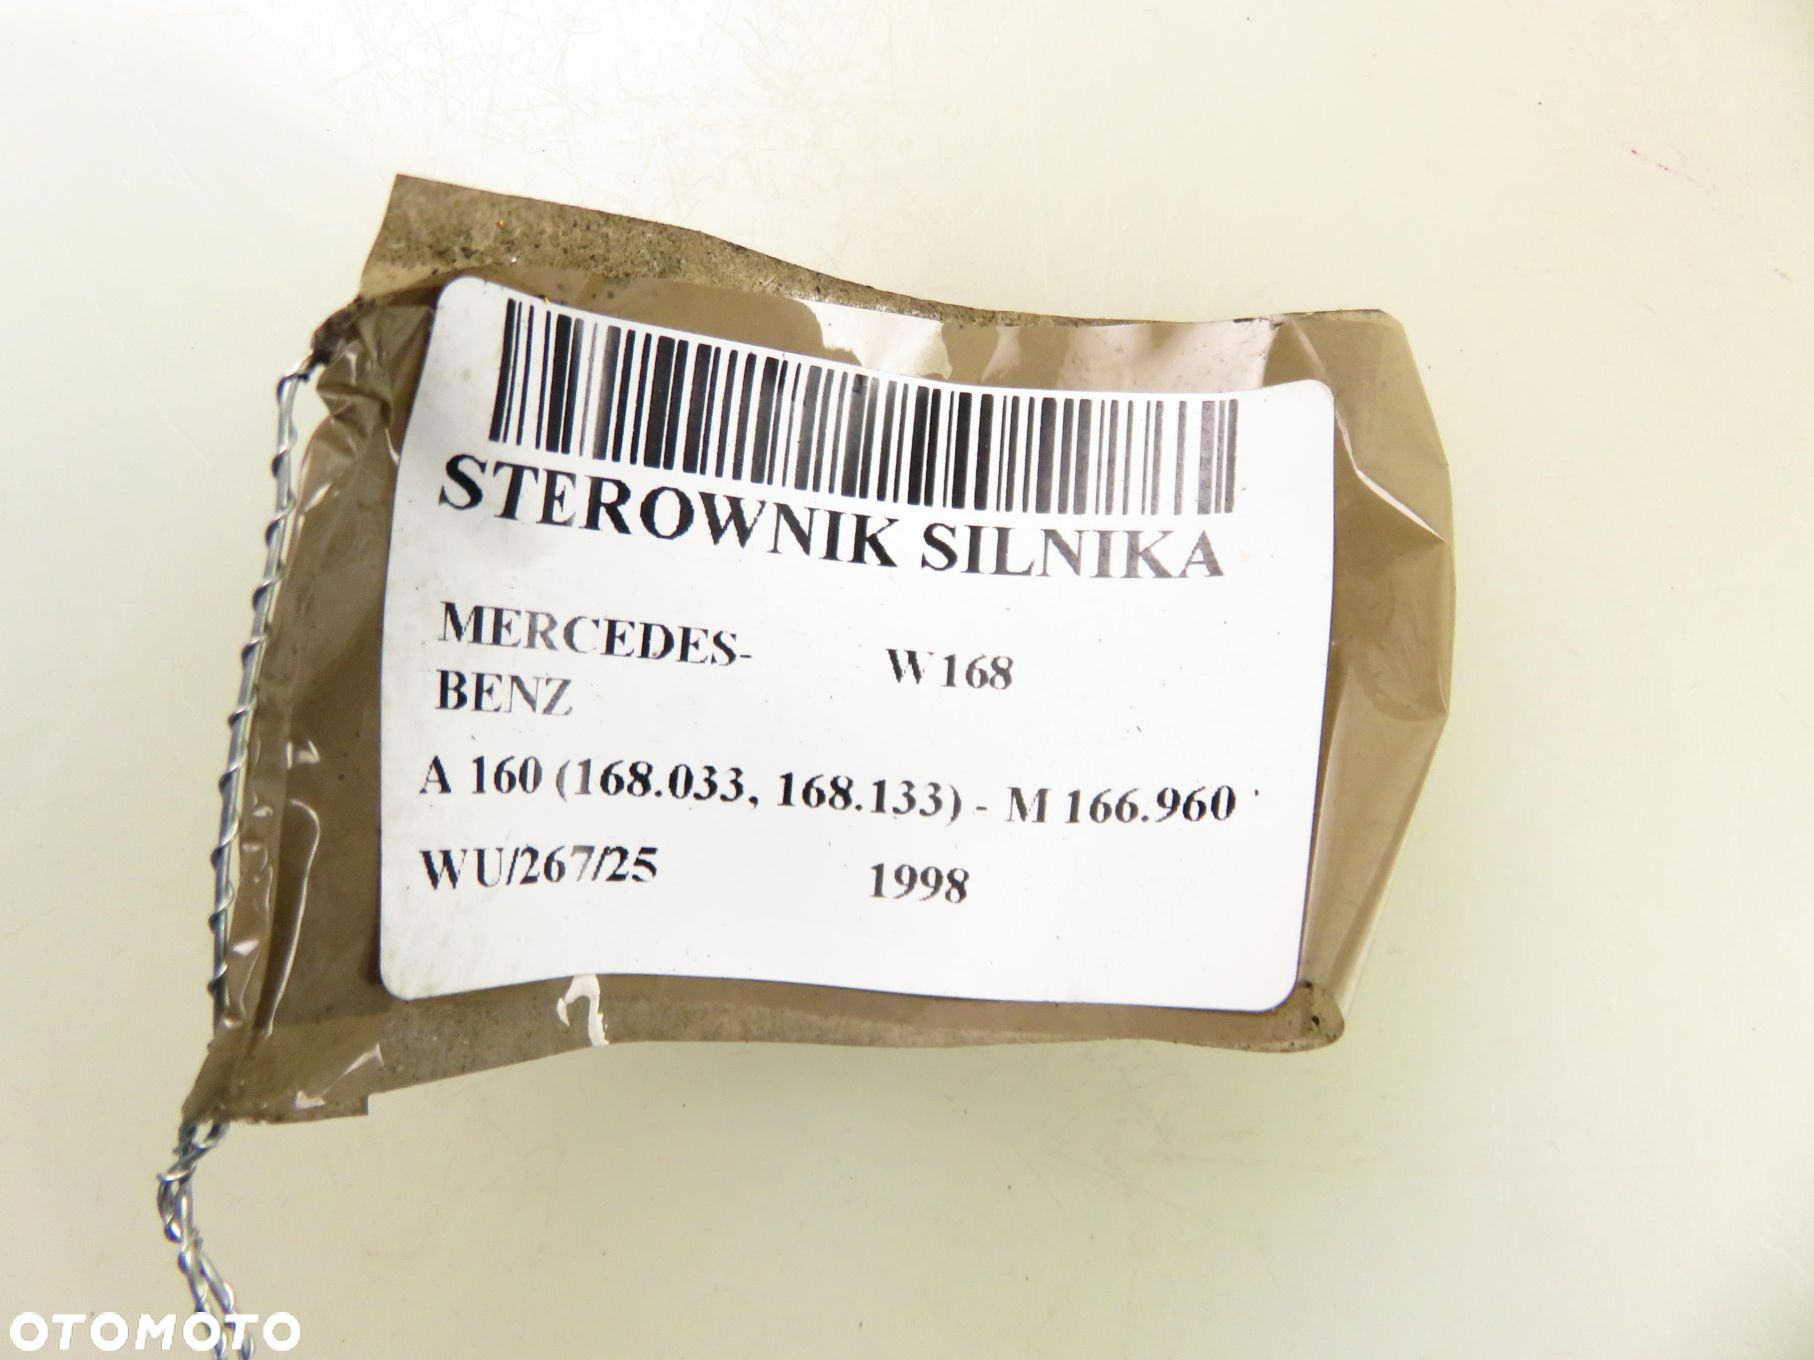 STEROWNIK SILNIKA
MERCEDES-
BENZ
W168
A 160 (168.033, 168.133) - M 166.960
WU/267/25
1998
OTOMOTO